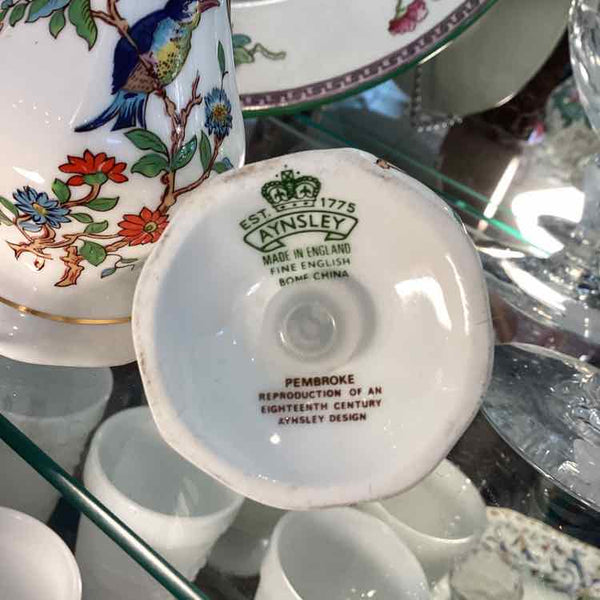 EST. 1775
AYNSLEY
MADE IN ENGLAND
FINE ENGLISH
BONE CHINA
PEMBROKE
REPRODUCTION OF AN
EIGHTEENTH CENTURY
AYNSLEY DESIGN